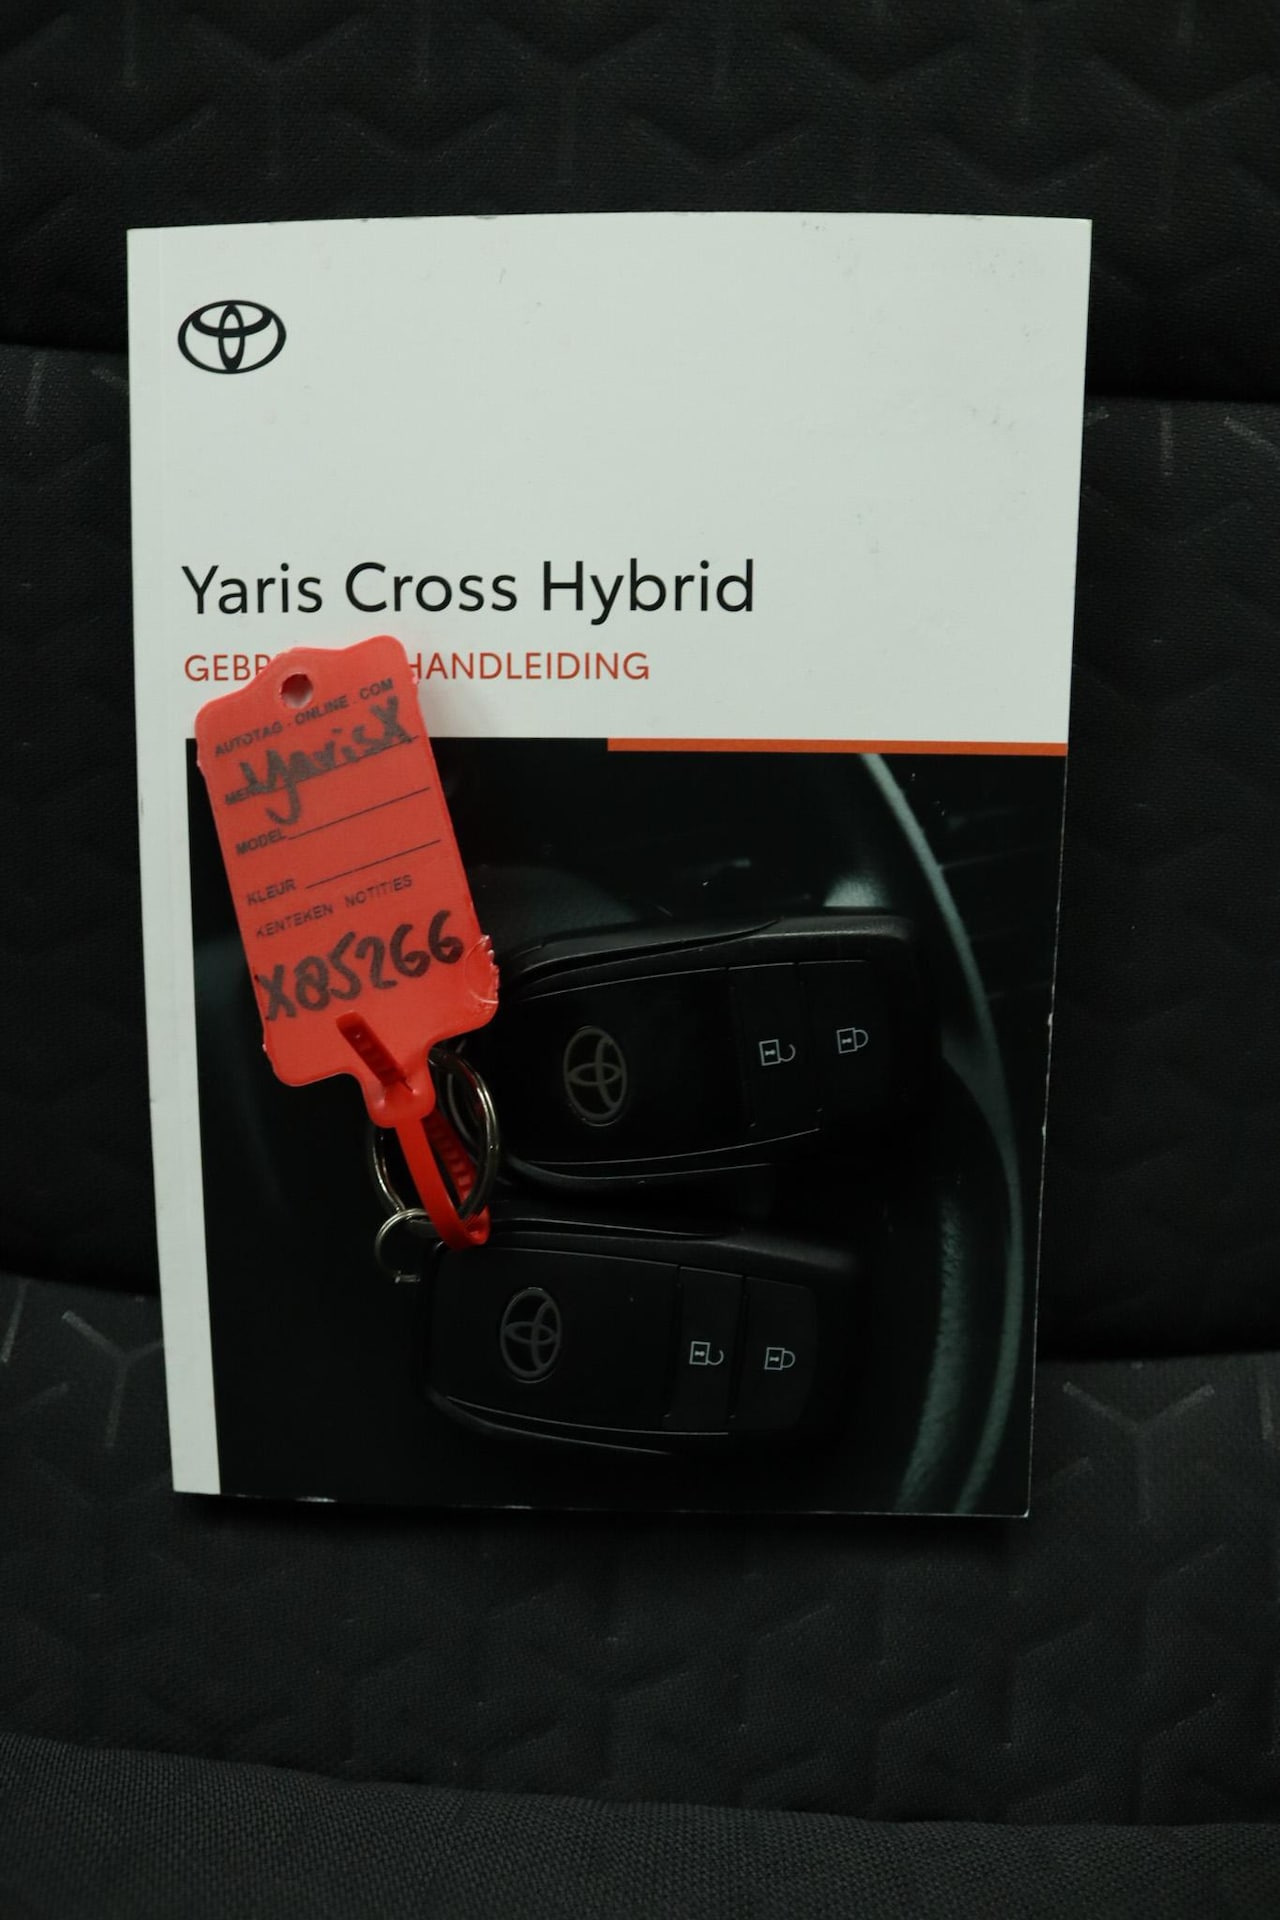 Yaris Cross Hybrid
GEBR HANDLEIDING
AUTOTAG-ONLINE.COM
YarisX
MODEL
KLEUR
KENTEKEN NOTITIES
X85266